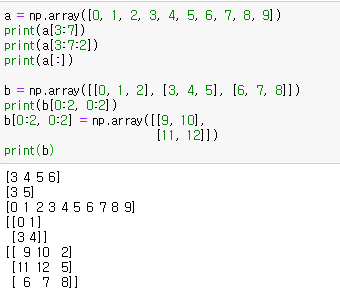 a = np.array([0, 1, 2, 3, 4, 5, 6, 7, 8, 9])
print(a[3:7])
print(a[3:7:2])
print(a[:])

b = np.array([[0, 1, 2], [3, 4, 5], [6, 7, 8]])
print(b[0:2, 0:2])
b[0:2, 0:2] = np.array([[9, 10],
                        [11, 12]])
print(b)

[3 4 5 6]
[3 5]
[0 1 2 3 4 5 6 7 8 9]
[[0 1]
 [3 4]]
[[ 9 10  2]
 [11 12  5]
 [ 6  7  8]]